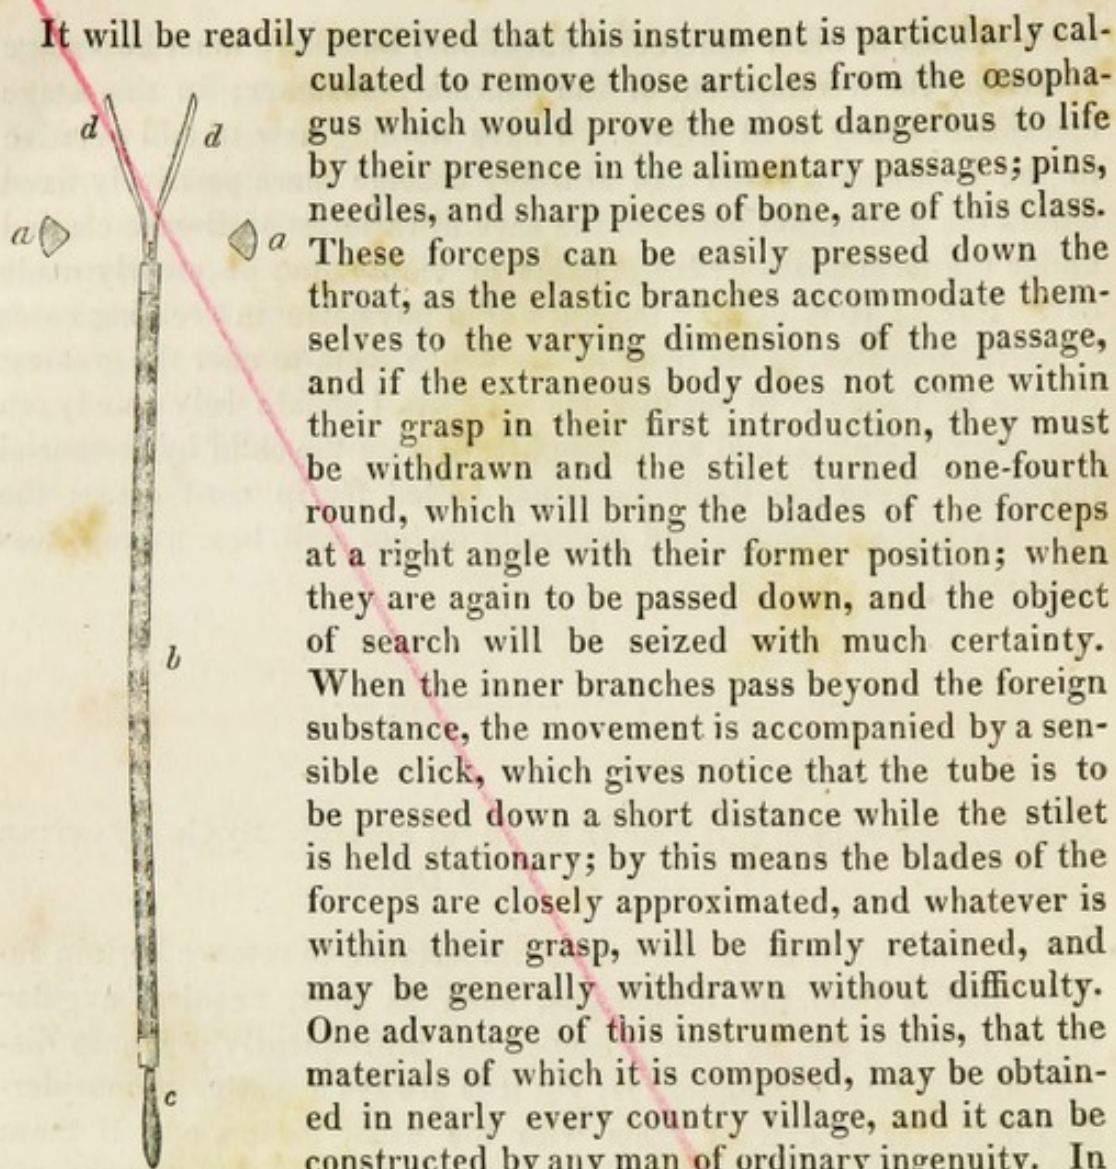 It will be readily perceived that this instrument is particularly cal-
culated to remove those articles from the œsopha-
gus which would prove the most dangerous to life
by their presence in the alimentary passages; pins,
needles, and sharp pieces of bone, are of this class.
These forceps can be easily pressed down the
throat, as the elastic branches accommodate them-
selves to the varying dimensions of the passage,
and if the extraneous body does not come within
their grasp in their first introduction, they must
be withdrawn and the stilet turned one-fourth
round, which will bring the blades of the forceps
at a right angle with their former position; when
they are again to be passed down, and the object
of search will be seized with much certainty.
When the inner branches pass beyond the foreign
substance, the movement is accompanied by a sen-
sible click, which gives notice that the tube is to
be pressed down a short distance while the stilet
is held stationary; by this means the blades of the
forceps are closely approximated, and whatever is
within their grasp, will be firmly retained, and
may be generally withdrawn without difficulty.
One advantage of this instrument is this, that the
materials of which it is composed, may be obtain-
ed in nearly every country village, and it can be
constructed by any man of ordinary ingenuity. In
d
d
a
a
b
c